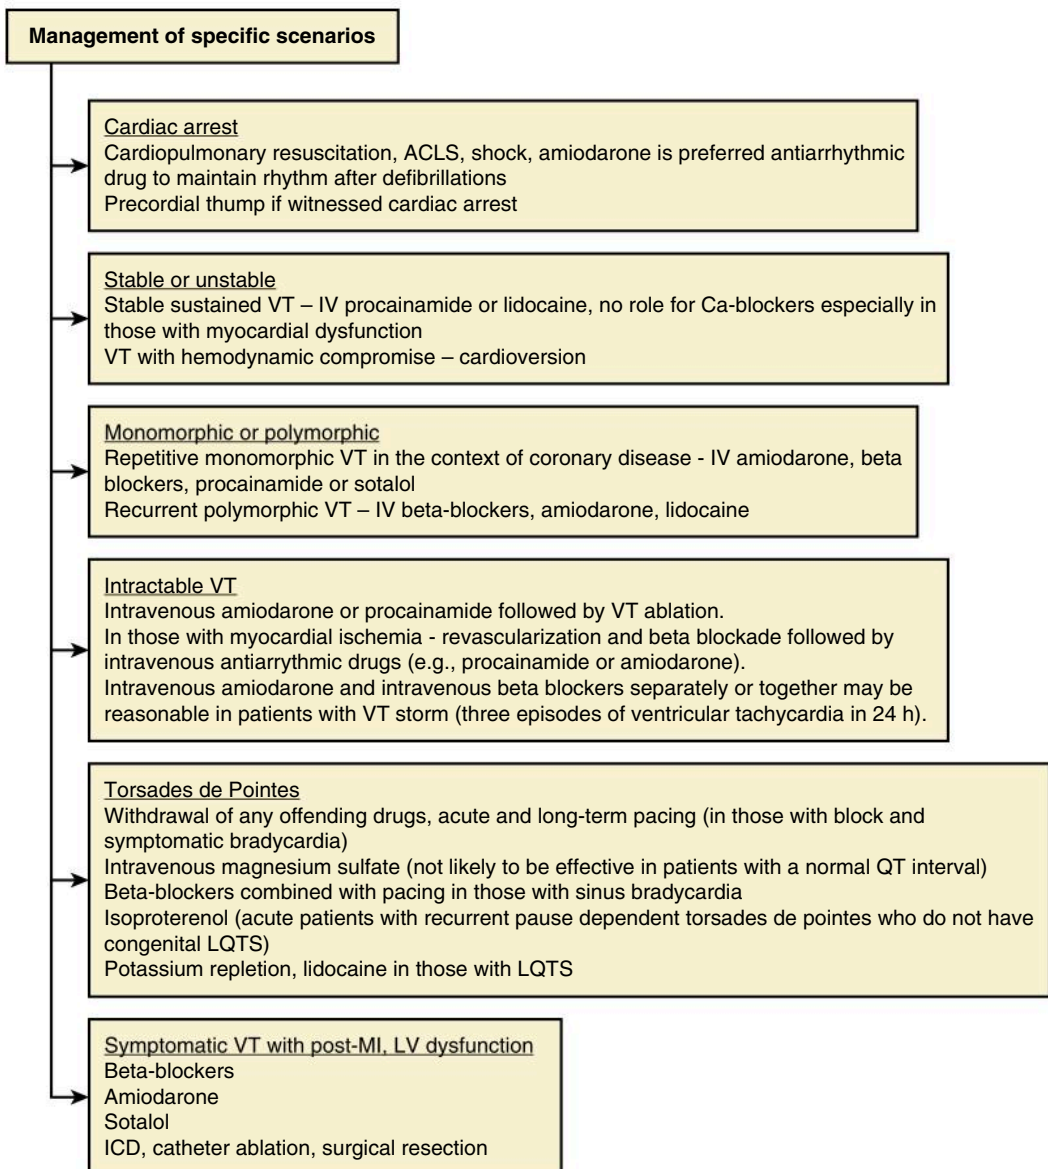 Management of specific scenarios
Cardiac arrest
Cardiopulmonary resuscitation, ACLS, shock, amiodarone is preferred antiarrhythmic
drug to maintain rhythm after defibrillations
Precordial thump if witnessed cardiac arrest
Stable or unstable
Stable sustained VT – IV procainamide or lidocaine, no role for Ca-blockers especially in
those with myocardial dysfunction
VT with hemodynamic compromise – cardioversion
Monomorphic or polymorphic
Repetitive monomorphic VT in the context of coronary disease - IV amiodarone, beta
blockers, procainamide or sotalol
Recurrent polymorphic VT – IV beta-blockers, amiodarone, lidocaine
Intractable VT
Intravenous amiodarone or procainamide followed by VT ablation.
In those with myocardial ischemia - revascularization and beta blockade followed by
intravenous antiarrythmic drugs (e.g., procainamide or amiodarone).
Intravenous amiodarone and intravenous beta blockers separately or together may be
reasonable in patients with VT storm (three episodes of ventricular tachycardia in 24 h).
Torsades de Pointes
Withdrawal of any offending drugs, acute and long-term pacing (in those with block and
symptomatic bradycardia)
Intravenous magnesium sulfate (not likely to be effective in patients with a normal QT interval)
Beta-blockers combined with pacing in those with sinus bradycardia
Isoproterenol (acute patients with recurrent pause dependent torsades de pointes who do not have
congenital LQTS)
Potassium repletion, lidocaine in those with LQTS
Symptomatic VT with post-MI, LV dysfunction
Beta-blockers
Amiodarone
Sotalol
ICD, catheter ablation, surgical resection